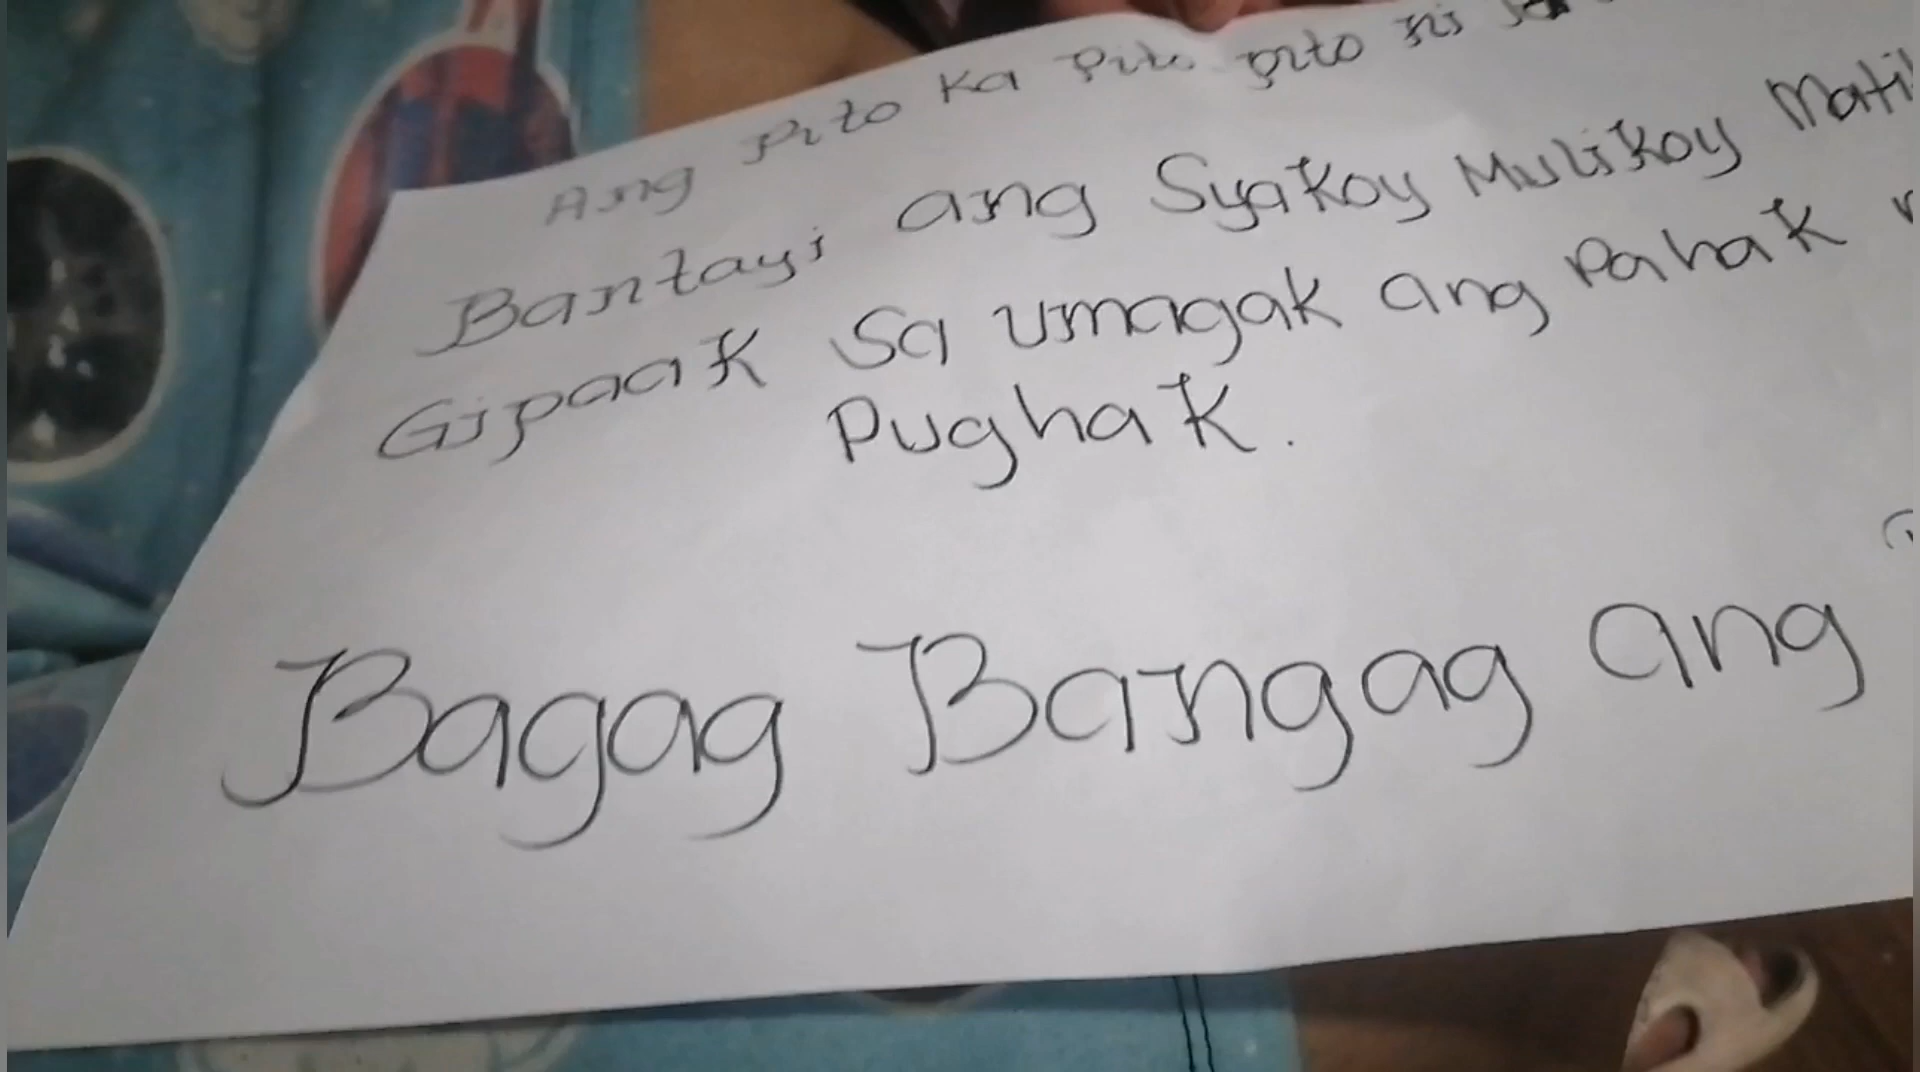 Ang pito ka pito pito ni
Bantayi ang Syakoy Mulikoy Mati
Gipaak sa umagak ang Pahak
Pughak.
Bagag Bangag ang